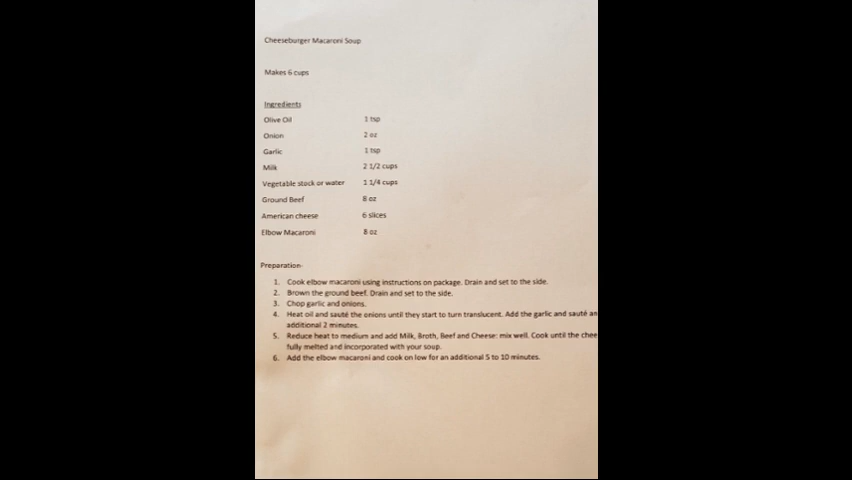 Cheeseburger Macaroni Soup
Makes 6 cups
Ingredients
Olive Oil 1 tsp
Onion 2 oz
Garlic 1 tsp
Milk 2 1/2 cups
Vegetable stock or water 1 1/4 cups
Ground Beef 8 oz
American cheese 6 slices
Elbow Macaroni 8 oz
Preparation-
1. Cook elbow macaroni using instructions on package. Drain and set to the side.
2. Brown the ground beef. Drain and set to the side.
3. Chop garlic and onions.
4. Heat oil and sauté the onions until they start to turn translucent. Add the garlic and sauté an
additional 2 minutes.
5. Reduce heat to medium and add Milk, Broth, Beef and Cheese: mix well. Cook until the chee
fully melted and incorporated with your soup.
6. Add the elbow macaroni and cook on low for an additional 5 to 10 minutes.